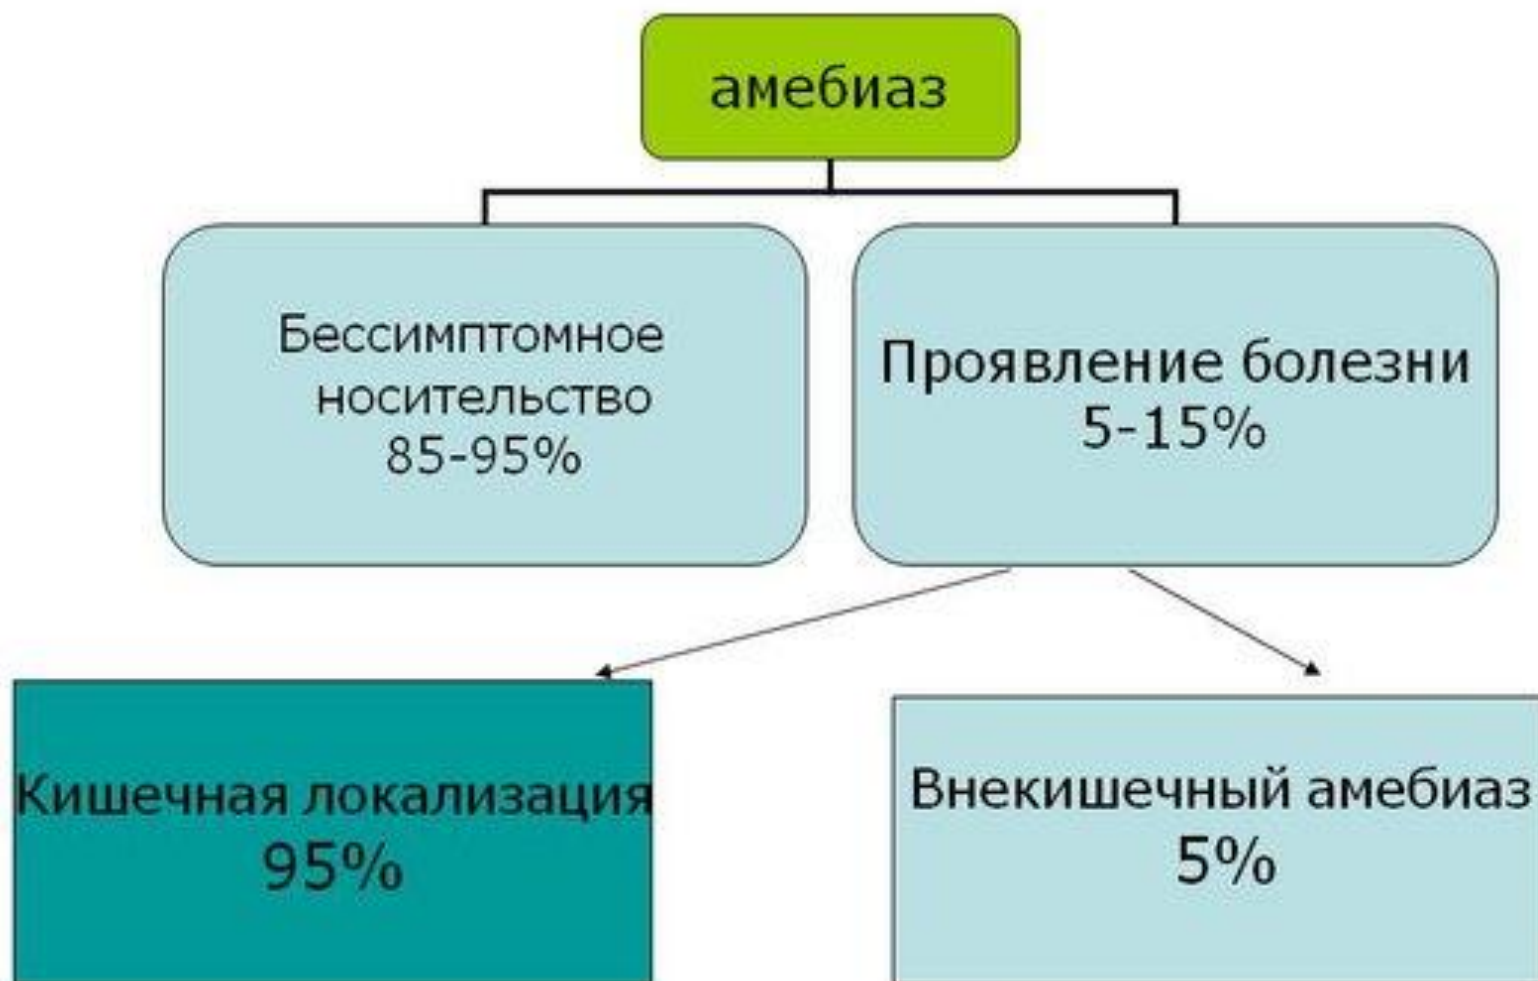 амебиаз
Бессимптомное
носительство
85-95%
Проявление болезни
5-15%
Кишечная локализация
95%
Внекишечный амебиаз
5%